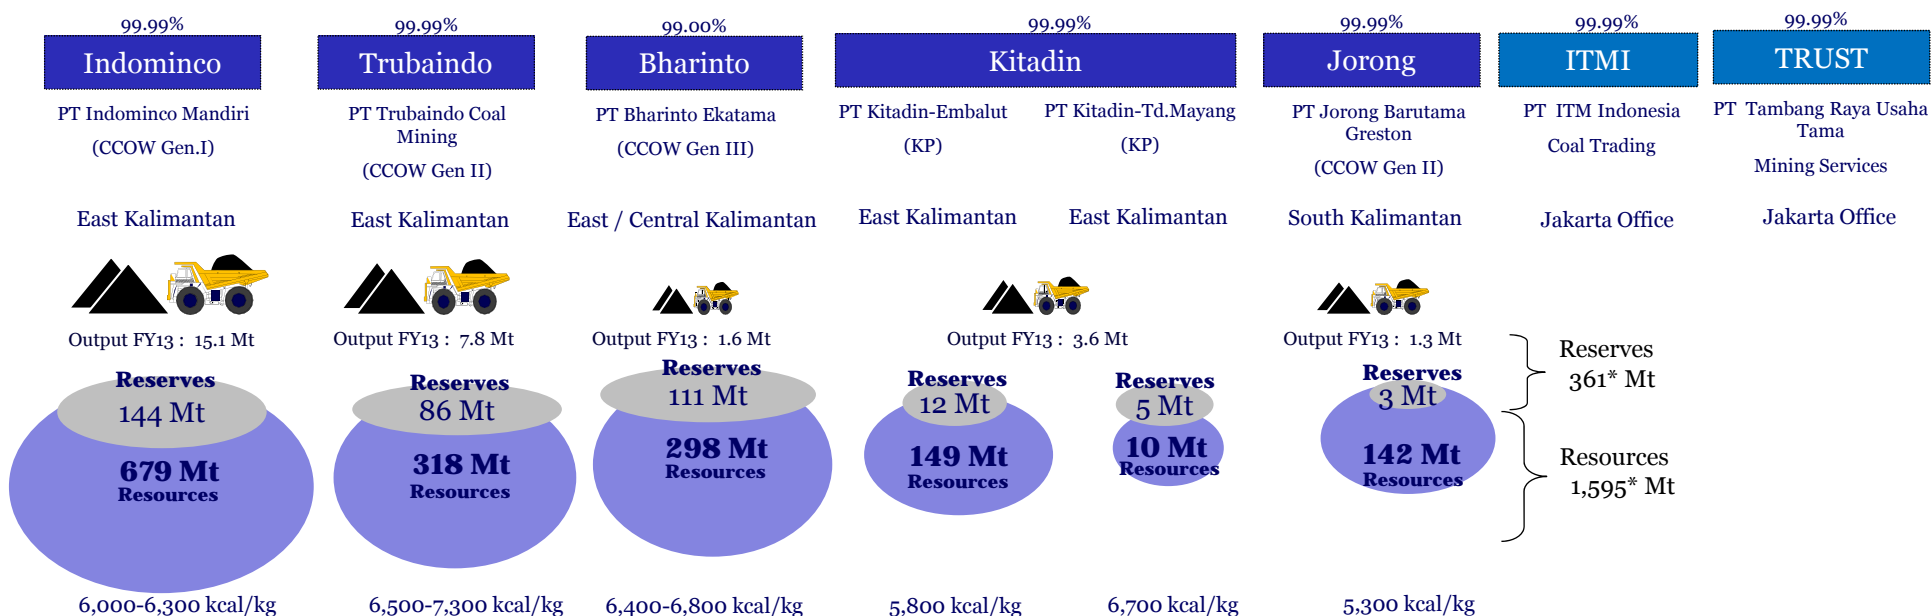 99.99%
99.99%
99.00%
99.99%
99.99%
99.99%
99.99%
Indominco
Trubaindo
Bharinto
Kitadin
Jorong
ITMI
TRUST
PT Indominco Mandiri
(CCOW Gen.I)
PT Trubaindo Coal
Mining
(CCOW Gen II)
PT Bharinto Ekatama
(CCOW Gen III)
PT Kitadin-Embalut
(KP)
PT Kitadin-Td.Mayang
(KP)
PT Jorong Barutama
Greston
(CCOW Gen II)
PT ITM Indonesia
Coal Trading
PT Tambang Raya Usaha
Tama
Mining Services
East Kalimantan
East Kalimantan
East / Central Kalimantan
East Kalimantan
East Kalimantan
South Kalimantan
Jakarta Office
Jakarta Office
Output FY13 : 15.1 Mt
Output FY13 : 7.8 Mt
Output FY13 : 1.6 Mt
Output FY13 : 3.6 Mt
Output FY13 : 1.3 Mt
Reserves
144 Mt
679 Mt
Resources
Reserves
86 Mt
318 Mt
Resources
Reserves
111 Mt
298 Mt
Resources
Reserves
12 Mt
149 Mt
Resources
Reserves
5 Mt
10 Mt
Resources
Reserves
3 Mt
142 Mt
Resources
Reserves
361* Mt
Resources
1,595* Mt
6,000-6,300 kcal/kg
6,500-7,300 kcal/kg
6,400-6,800 kcal/kg
5,800 kcal/kg
6,700 kcal/kg
5,300 kcal/kg